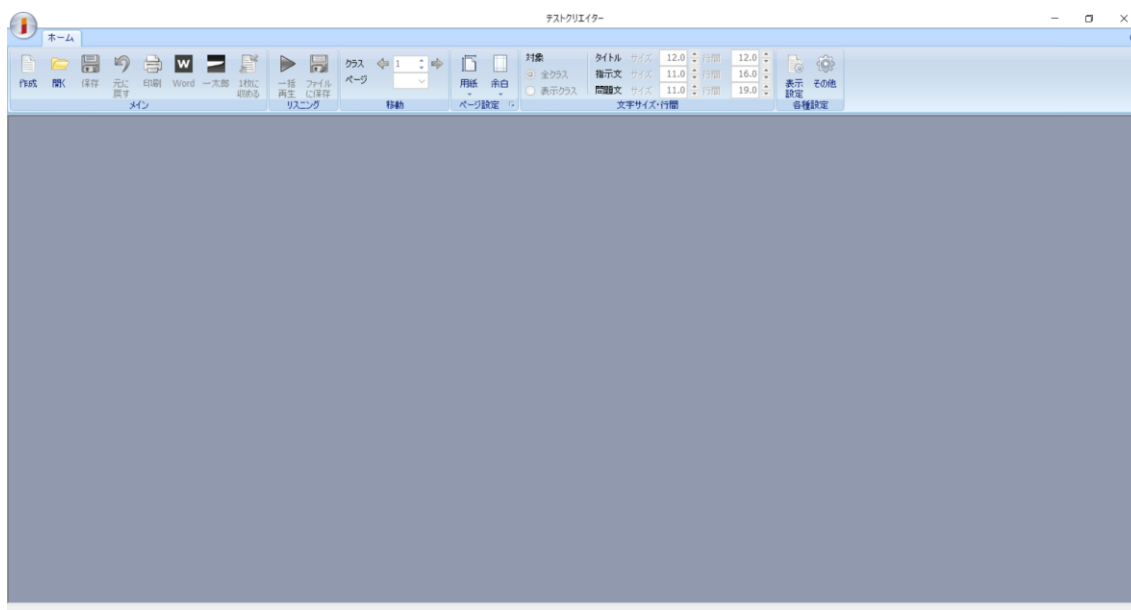 テストクリエイター
ホーム
作成 開く 保存 元に戻す 印刷 Word 一太郎 1枚に収める
メイン
一括再生 ファイルに保存
リスニング
クラス 1
ページ
移動
用紙 余白
ページ設定
対象
全クラス
表示クラス
タイトル サイズ 12.0 行間 12.0
指示文 サイズ 11.0 行間 16.0
問題文 サイズ 11.0 行間 19.0
文字サイズ・行間
表示設定 その他
各種設定